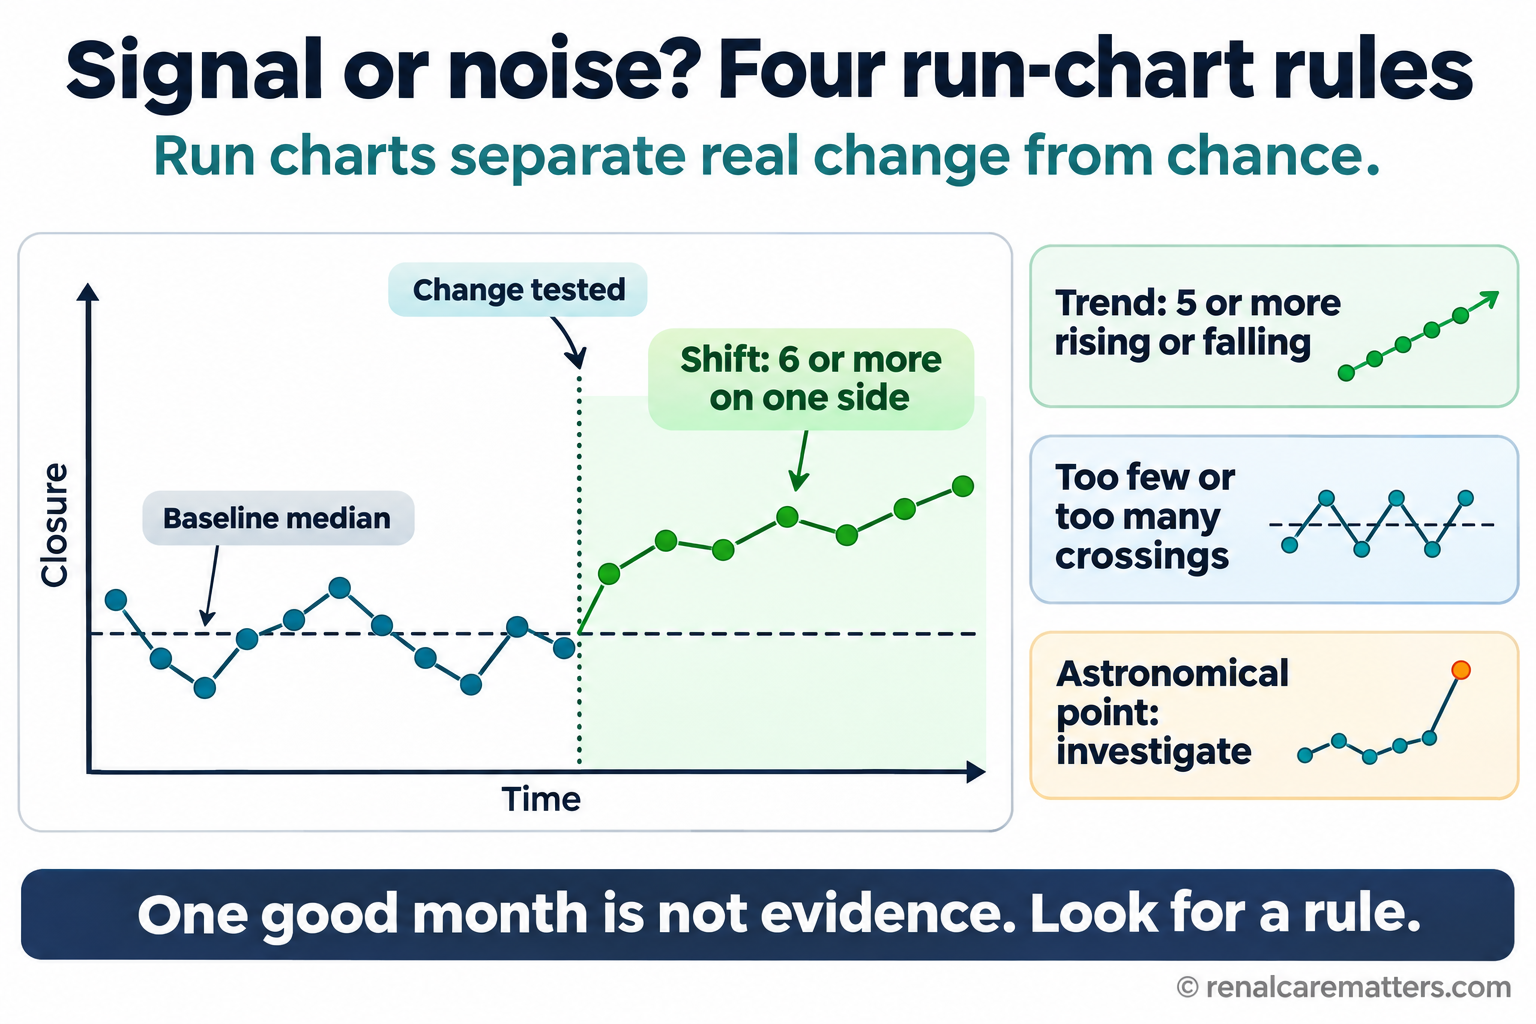 Signal or noise? Four run-chart rules
Run charts separate real change from chance.
Change tested
Shift: 6 or more
on one side
Baseline median
Closure
Time
Trend: 5 or more
rising or falling
Too few or
too many
crossings
Astronomical
point:
investigate
One good month is not evidence. Look for a rule.
© renalcarematters.com